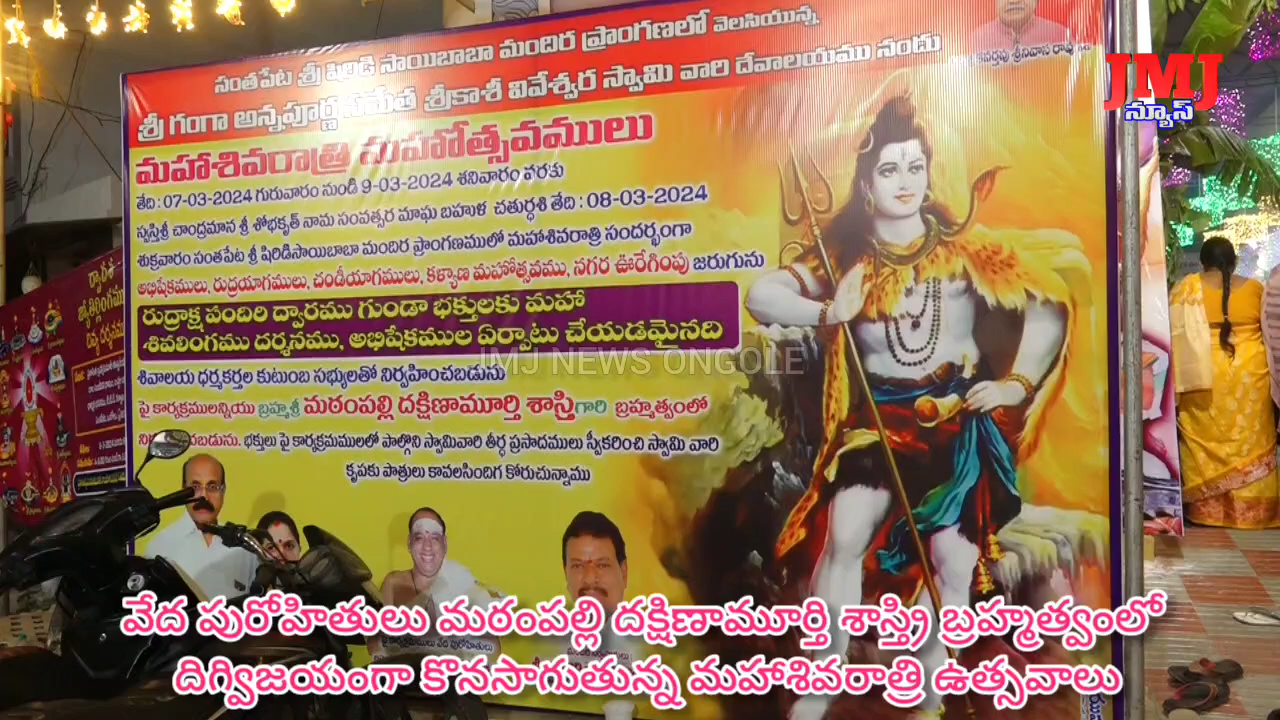 సంతపేట శ్రీ షిరిడి సాయిబాబా మందిర ప్రాంగణలో వెలసియున్న
శ్రీ గంగా అన్నపూర్ణసమేత శ్రీకాశీ వివేశ్వర స్వామి వారి దేవాలయము నందు
మహాశివరాత్రి మహోత్సవములు
తేది : 07-03-2024 గురువారం నుండి 9-03-2024 శనివారం వరకు
స్వస్తిశ్రీ చాంద్రమాన శ్రీ శోభకృత్ నామ సంవత్సర మాఘ బహుళ చతుర్ధశి తేది : 08-03-2024
శుక్రవారం సంతపేట శ్రీ షిరిడిసాయిబాబా మందిర ప్రాంగణములో మహాశివరాత్రి సందర్భంగా
అభిషేకములు, రుద్రయాగములు, చండీయాగములు, కళ్యాణ మహోత్సవము, నగర ఊరేగింపు జరుగును
రుద్రాక్ష పందిరి ద్వారము గుండా భక్తులకు మహా
శివలింగము దర్శనము, అభిషేకముల ఏర్పాటు చేయడమైనది
శివాలయ ధర్మకర్తల కుటుంబ సభ్యులతో నిర్వహించబడును
పై కార్యక్రములన్నియు బ్రహ్మశ్రీ మఠంపల్లి దక్షిణామూర్తి శాస్త్రిగారి బ్రహ్మత్వంలో
భక్తులు పై కార్యక్రమములలో పాల్గొని స్వామివారి తీర్థ ప్రసాదములు స్వీకరించి స్వామి వారి
కృపకు పాత్రులు కావలసిందిగ కోరుచున్నాము
JMJ
న్యూస్
JMJ NEWS ONGOLE
వేద పురోహితులు మఠంపల్లి దక్షిణామూర్తి శాస్త్రి బ్రహ్మత్వంలో
దిగ్విజయంగా కొనసాగుతున్న మహాశివరాత్రి ఉత్సవాలు